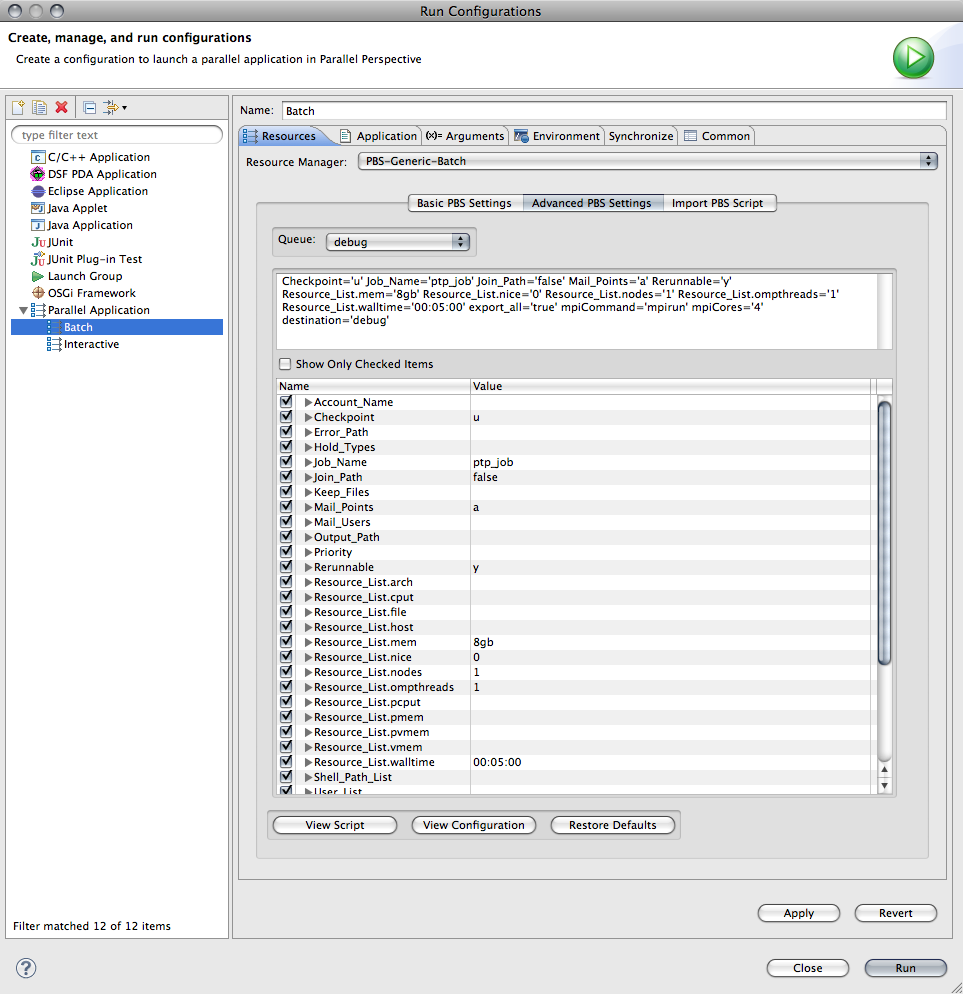 Run Configurations
Create, manage, and run configurations
Create a configuration to launch a parallel application in Parallel Perspective
type filter text
C/C++ Application
DSF PDA Application
Eclipse Application
Java Applet
Java Application
JUnit
JUnit Plug-in Test
Launch Group
OSGi Framework
Parallel Application
Batch
Interactive
Filter matched 12 of 12 items
Name: Batch
Resources Application (x)= Arguments Environment Synchronize Common
Resource Manager: PBS-Generic-Batch
Basic PBS Settings Advanced PBS Settings Import PBS Script
Queue: debug
Checkpoint='u' Job_Name='ptp_job' Join_Path='false' Mail_Points='a' Rerunnable='y'
Resource_List.mem='8gb' Resource_List.nice='0' Resource_List.nodes='1' Resource_List.ompthreads='1'
Resource_List.walltime='00:05:00' export_all='true' mpiCommand='mpirun' mpiCores='4'
destination='debug'
Show Only Checked Items
Name Value
Account_Name
Checkpoint u
Error_Path
Hold_Types
Job_Name ptp_job
Join_Path false
Keep_Files
Mail_Points a
Mail_Users
Output_Path
Priority
Rerunnable y
Resource_List.arch
Resource_List.cput
Resource_List.file
Resource_List.host
Resource_List.mem 8gb
Resource_List.nice 0
Resource_List.nodes 1
Resource_List.ompthreads 1
Resource_List.pcput
Resource_List.pmem
Resource_List.pvmem
Resource_List.vmem
Resource_List.walltime 00:05:00
Shell_Path_List
User_List
View Script View Configuration Restore Defaults
Apply Revert
? Close Run